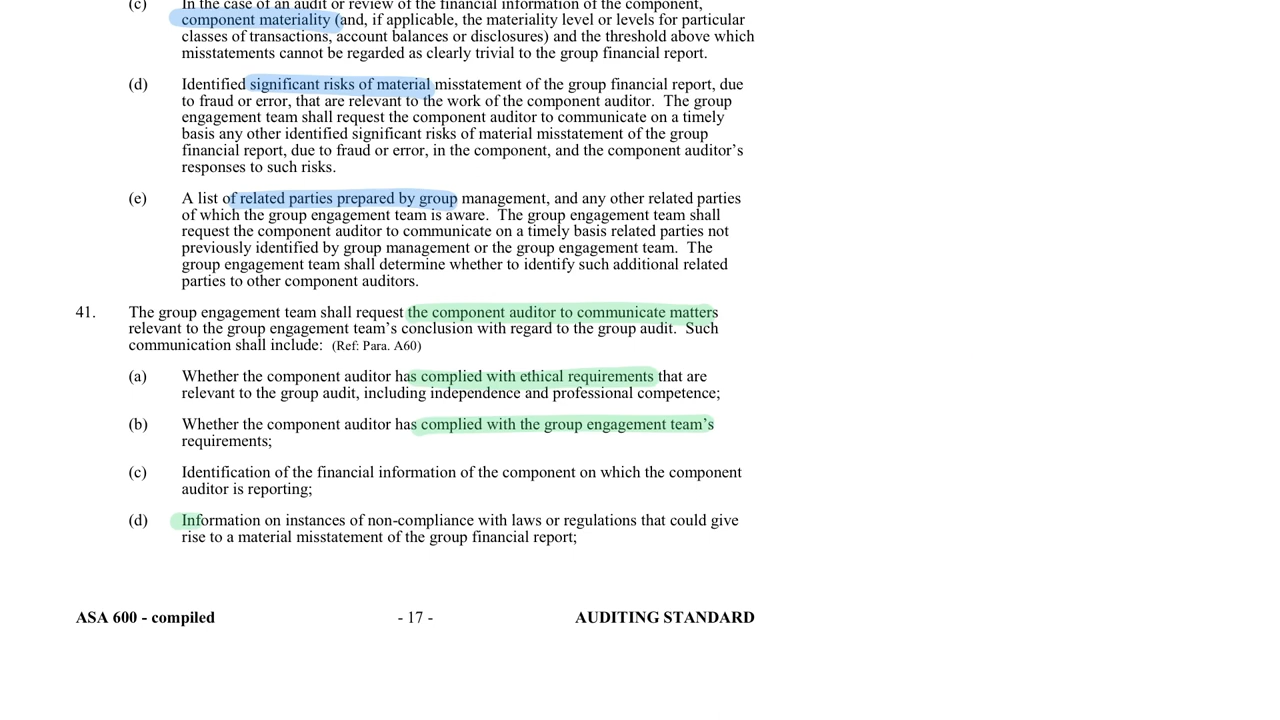 (c) In the case of an audit or review of the financial information of the component,
component materiality (and, if applicable, the materiality level or levels for particular
classes of transactions, account balances or disclosures) and the threshold above which
misstatements cannot be regarded as clearly trivial to the group financial report.
(d) Identified significant risks of material misstatement of the group financial report, due
to fraud or error, that are relevant to the work of the component auditor. The group
engagement team shall request the component auditor to communicate on a timely
basis any other identified significant risks of material misstatement of the group
financial report, due to fraud or error, in the component, and the component auditor's
responses to such risks.
(e) A list of related parties prepared by group management, and any other related parties
of which the group engagement team is aware. The group engagement team shall
request the component auditor to communicate on a timely basis related parties not
previously identified by group management or the group engagement team. The
group engagement team shall determine whether to identify such additional related
parties to other component auditors.
41. The group engagement team shall request the component auditor to communicate matters
relevant to the group engagement team's conclusion with regard to the group audit. Such
communication shall include: (Ref: Para. A60)
(a) Whether the component auditor has complied with ethical requirements that are
relevant to the group audit, including independence and professional competence;
(b) Whether the component auditor has complied with the group engagement team's
requirements;
(c) Identification of the financial information of the component on which the component
auditor is reporting;
(d) Information on instances of non-compliance with laws or regulations that could give
rise to a material misstatement of the group financial report;
ASA 600 - compiled - 17 - AUDITING STANDARD